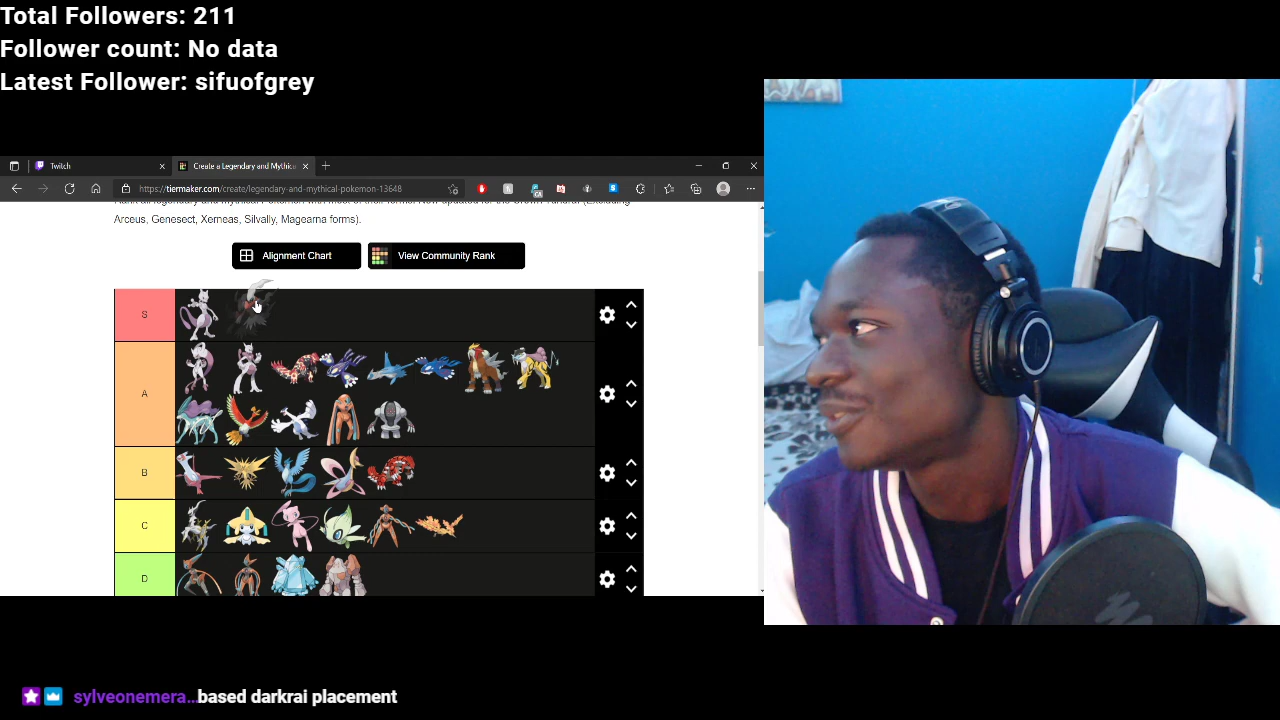 Total Followers: 211
Follower count: No data
Latest Follower: sifuofgrey
Twitch
Create a Legendary and Mythic
https://tiermaker.com/create/legendary-and-mythical-pokemon-13648
Arceus, Genesect, Xerneas, Silvally, Magearna forms).
Alignment Chart
View Community Rank
S
A
B
C
D
sylveonemera... based darkrai placement